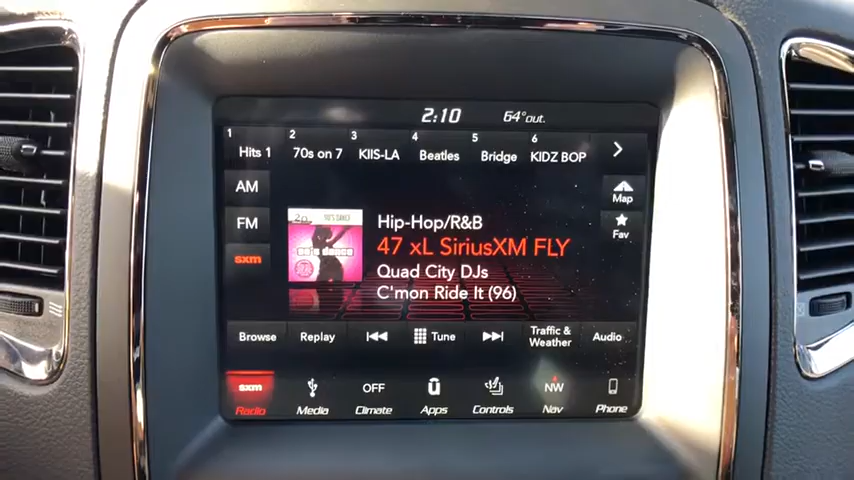 2:10 64°out.
1 2 3 4 5 6
Hits 1 70s on 7 KIIS-LA Beatles Bridge KIDZ BOP
AM
Map
FM
Fav
sxm
90's dance
Hip-Hop/R&B
47 xL SiriusXM FLY
Quad City DJs
C'mon Ride It (96)
Browse Replay Tune Traffic & Weather Audio
sxm OFF NW
Radio Media Climate Apps Controls Nav Phone